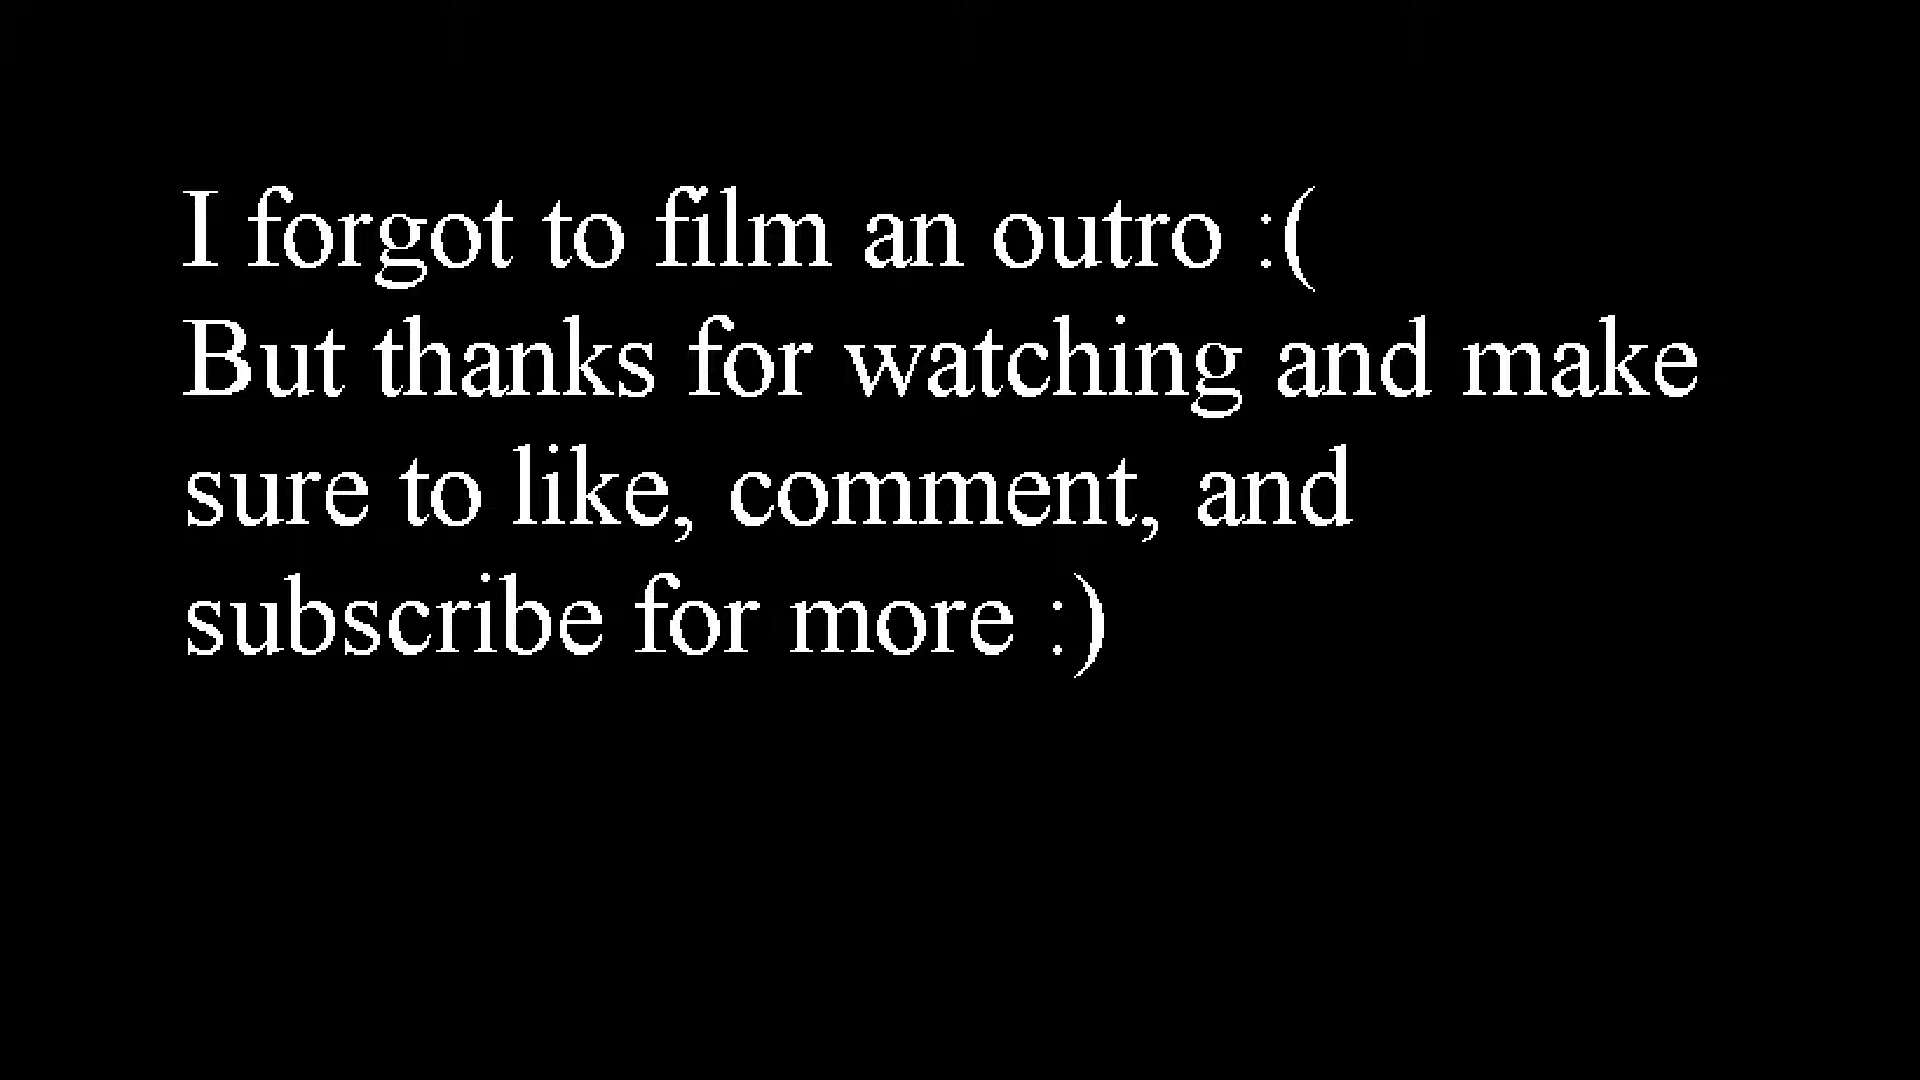 I forgot to film an outro :(
But thanks for watching and make
sure to like, comment, and
subscribe for more :)